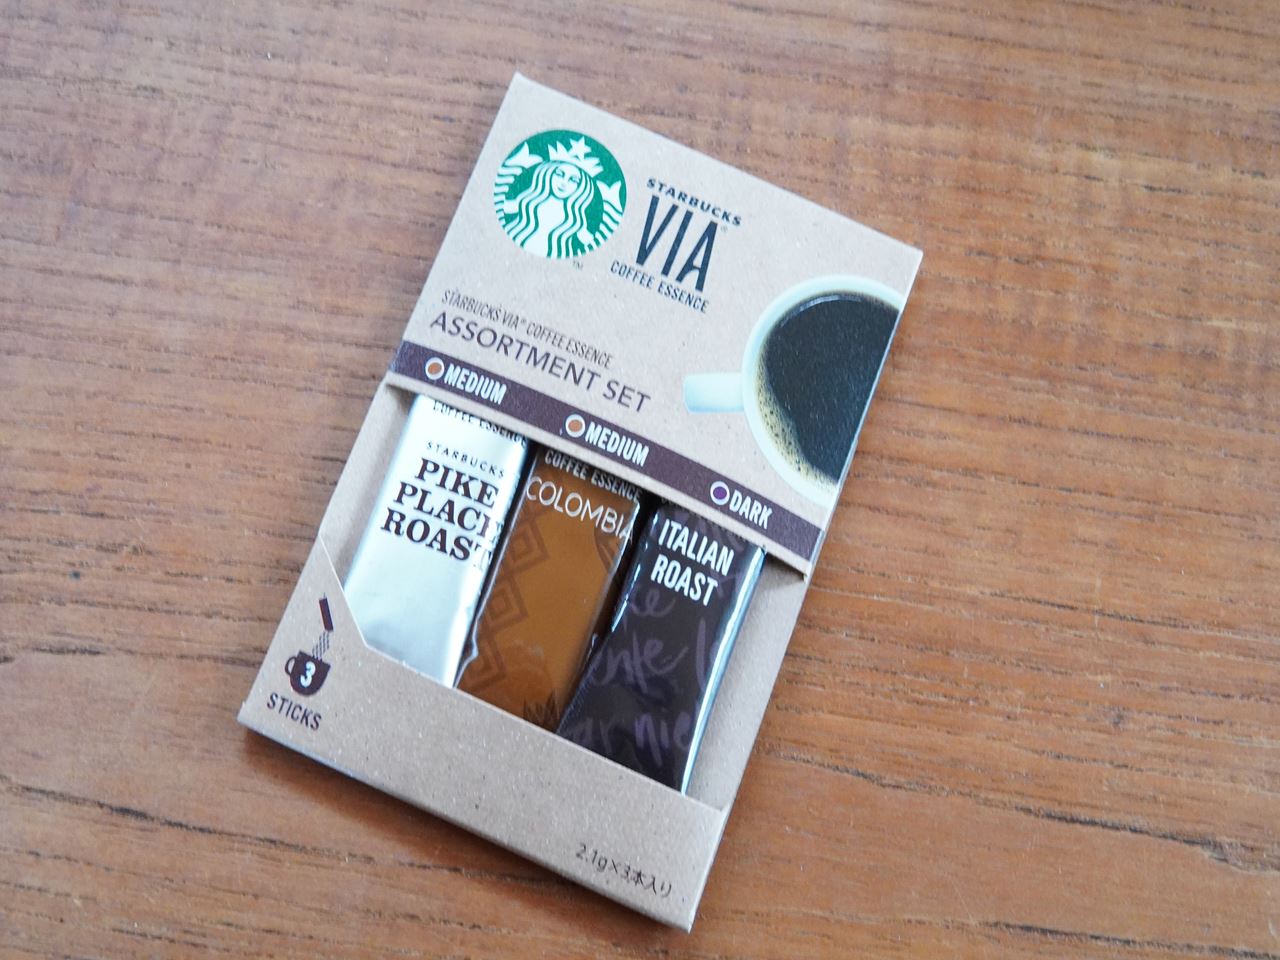 STARBUCKS
VIA®
COFFEE ESSENCE
STARBUCKS VIA® COFFEE ESSENCE
ASSORTMENT SET
MEDIUM
MEDIUM
DARK
COFFEE ESSENCE
STARBUCKS
PIKE
PLACE
ROAST
COFFEE ESSENCE
COLOMBIA
ITALIAN
ROAST
3
STICKS
2.1g×3本入り
TM